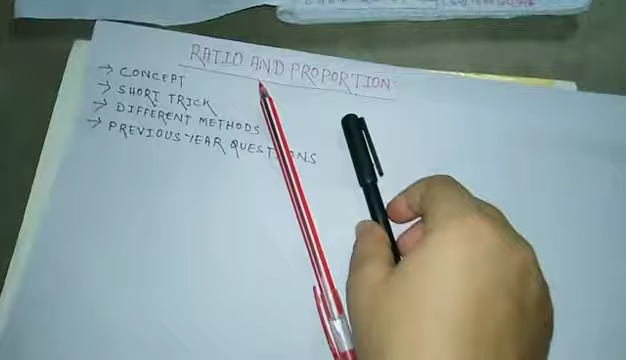 RATIO AND PROPORTION
→ CONCEPT
→ SHORT TRICK
→ DIFFERENT METHODS
→ PREVIOUS YEAR QUESTIONS